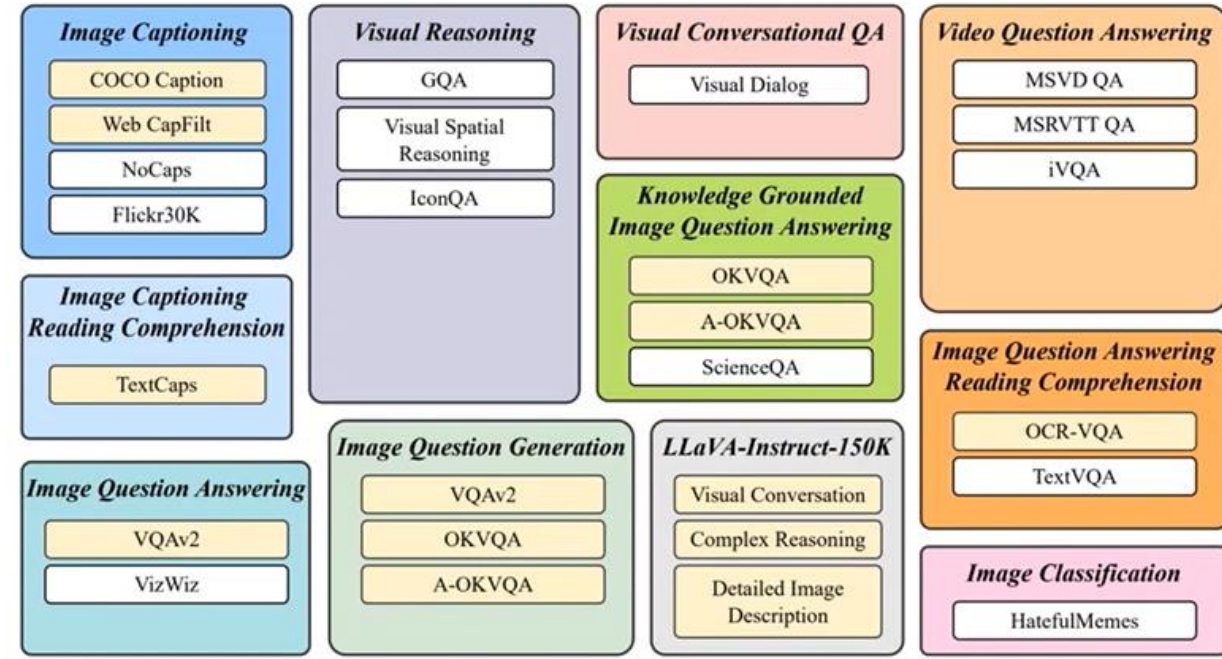 Image Captioning
COCO Caption
Web CapFilt
NoCaps
Flickr30K
Image Captioning
Reading Comprehension
TextCaps
Image Question Answering
VQAv2
VizWiz
Visual Reasoning
GQA
Visual Spatial
Reasoning
IconQA
Image Question Generation
VQAv2
OKVQA
A-OKVQA
Visual Conversational QA
Visual Dialog
Knowledge Grounded
Image Question Answering
OKVQA
A-OKVQA
ScienceQA
LLaVA-Instruct-150K
Visual Conversation
Complex Reasoning
Detailed Image
Description
Video Question Answering
MSVD QA
MSRVTT QA
iVQA
Image Question Answering
Reading Comprehension
OCR-VQA
TextVQA
Image Classification
HatefulMemes